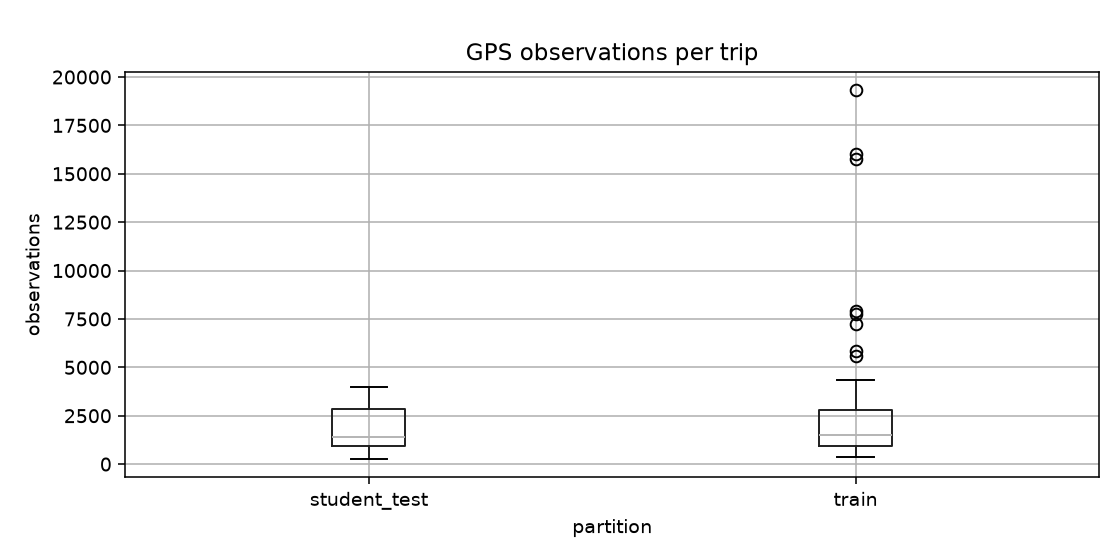 GPS observations per trip
20000
17500
15000
12500
10000
7500
5000
2500
0
observations
student_test train
partition